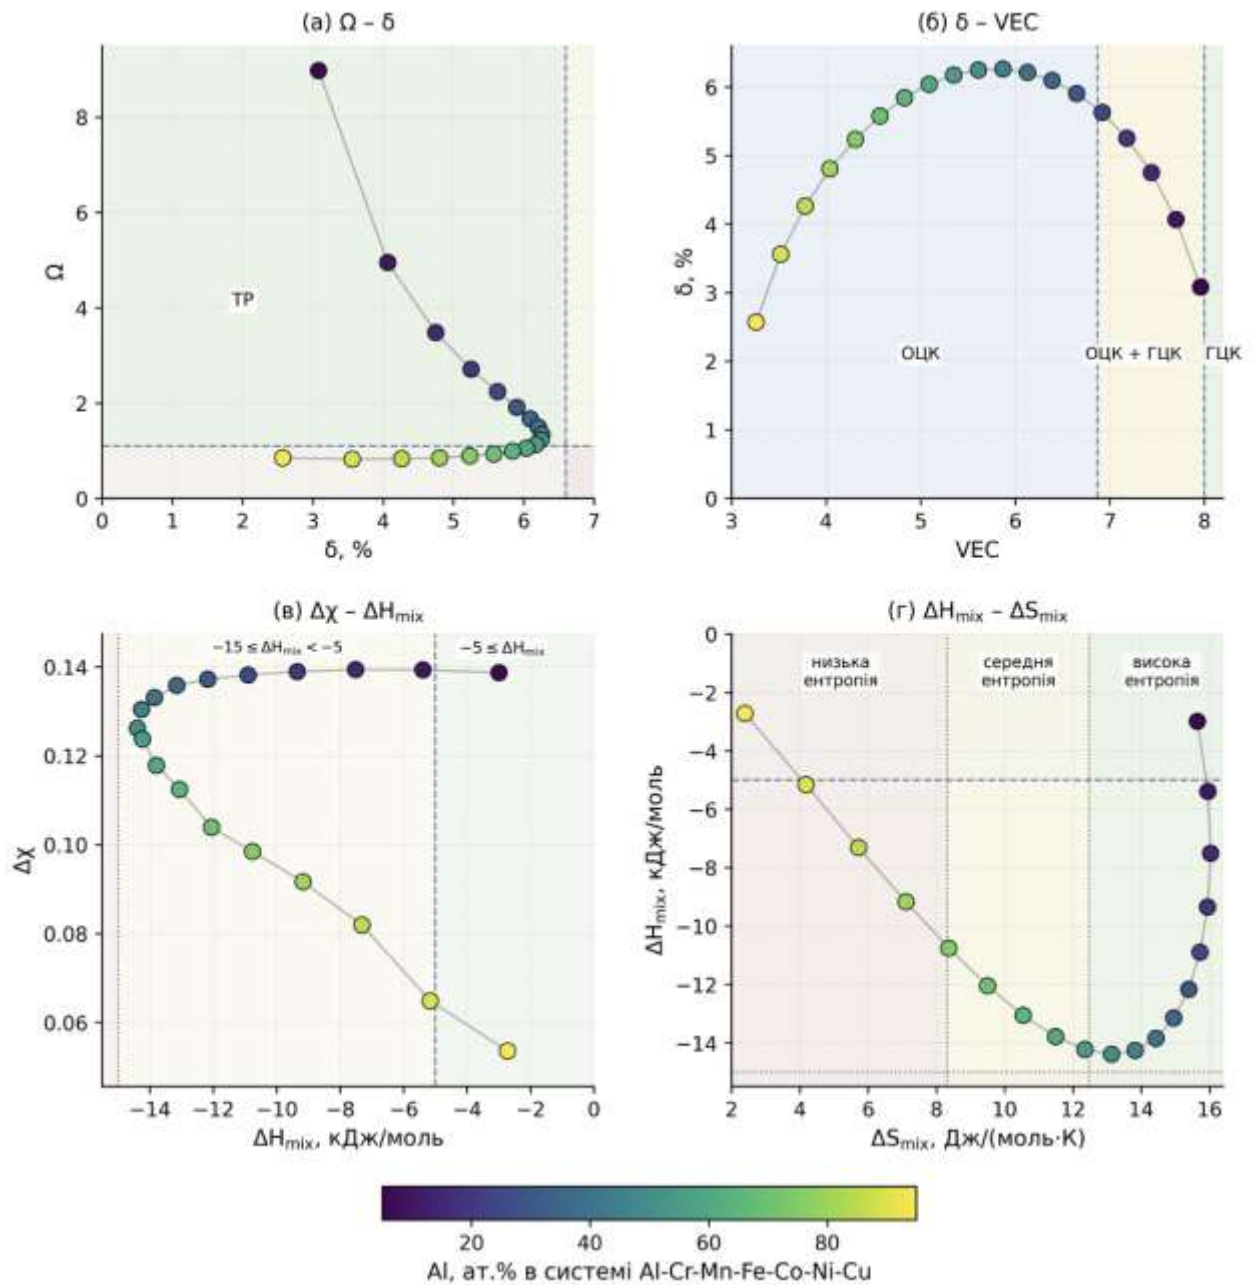 (а) Ω – δ
Ω
8
6
4
2
0
ТР
0 1 2 3 4 5 6 7
δ, %
(б) δ – VEC
δ, %
6
5
4
3
2
1
0
ОЦК
ОЦК + ГЦК
ГЦК
3 4 5 6 7 8
VEC
(в) Δχ – ΔHmix
−15 ≤ ΔHmix < −5
−5 ≤ ΔHmix
Δχ
0.14
0.12
0.10
0.08
0.06
−14 −12 −10 −8 −6 −4 −2 0
ΔHmix, кДж/моль
(г) ΔHmix – ΔSmix
ΔHmix, кДж/моль
0
−2
−4
−6
−8
−10
−12
−14
низька
ентропія
середня
ентропія
висока
ентропія
2 4 6 8 10 12 14 16
ΔSmix, Дж/(моль·К)
20 40 60 80
Al, ат.% в системі Al-Cr-Mn-Fe-Co-Ni-Cu